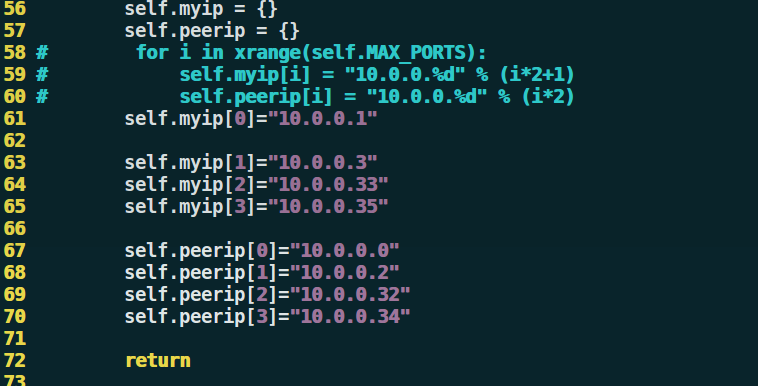 56         self.myip = {}
57         self.peerip = {}
58 #        for i in xrange(self.MAX_PORTS):
59 #            self.myip[i] = "10.0.0.%d" % (i*2+1)
60 #            self.peerip[i] = "10.0.0.%d" % (i*2)
61         self.myip[0]="10.0.0.1"
62
63         self.myip[1]="10.0.0.3"
64         self.myip[2]="10.0.0.33"
65         self.myip[3]="10.0.0.35"
66
67         self.peerip[0]="10.0.0.0"
68         self.peerip[1]="10.0.0.2"
69         self.peerip[2]="10.0.0.32"
70         self.peerip[3]="10.0.0.34"
71
72         return
73